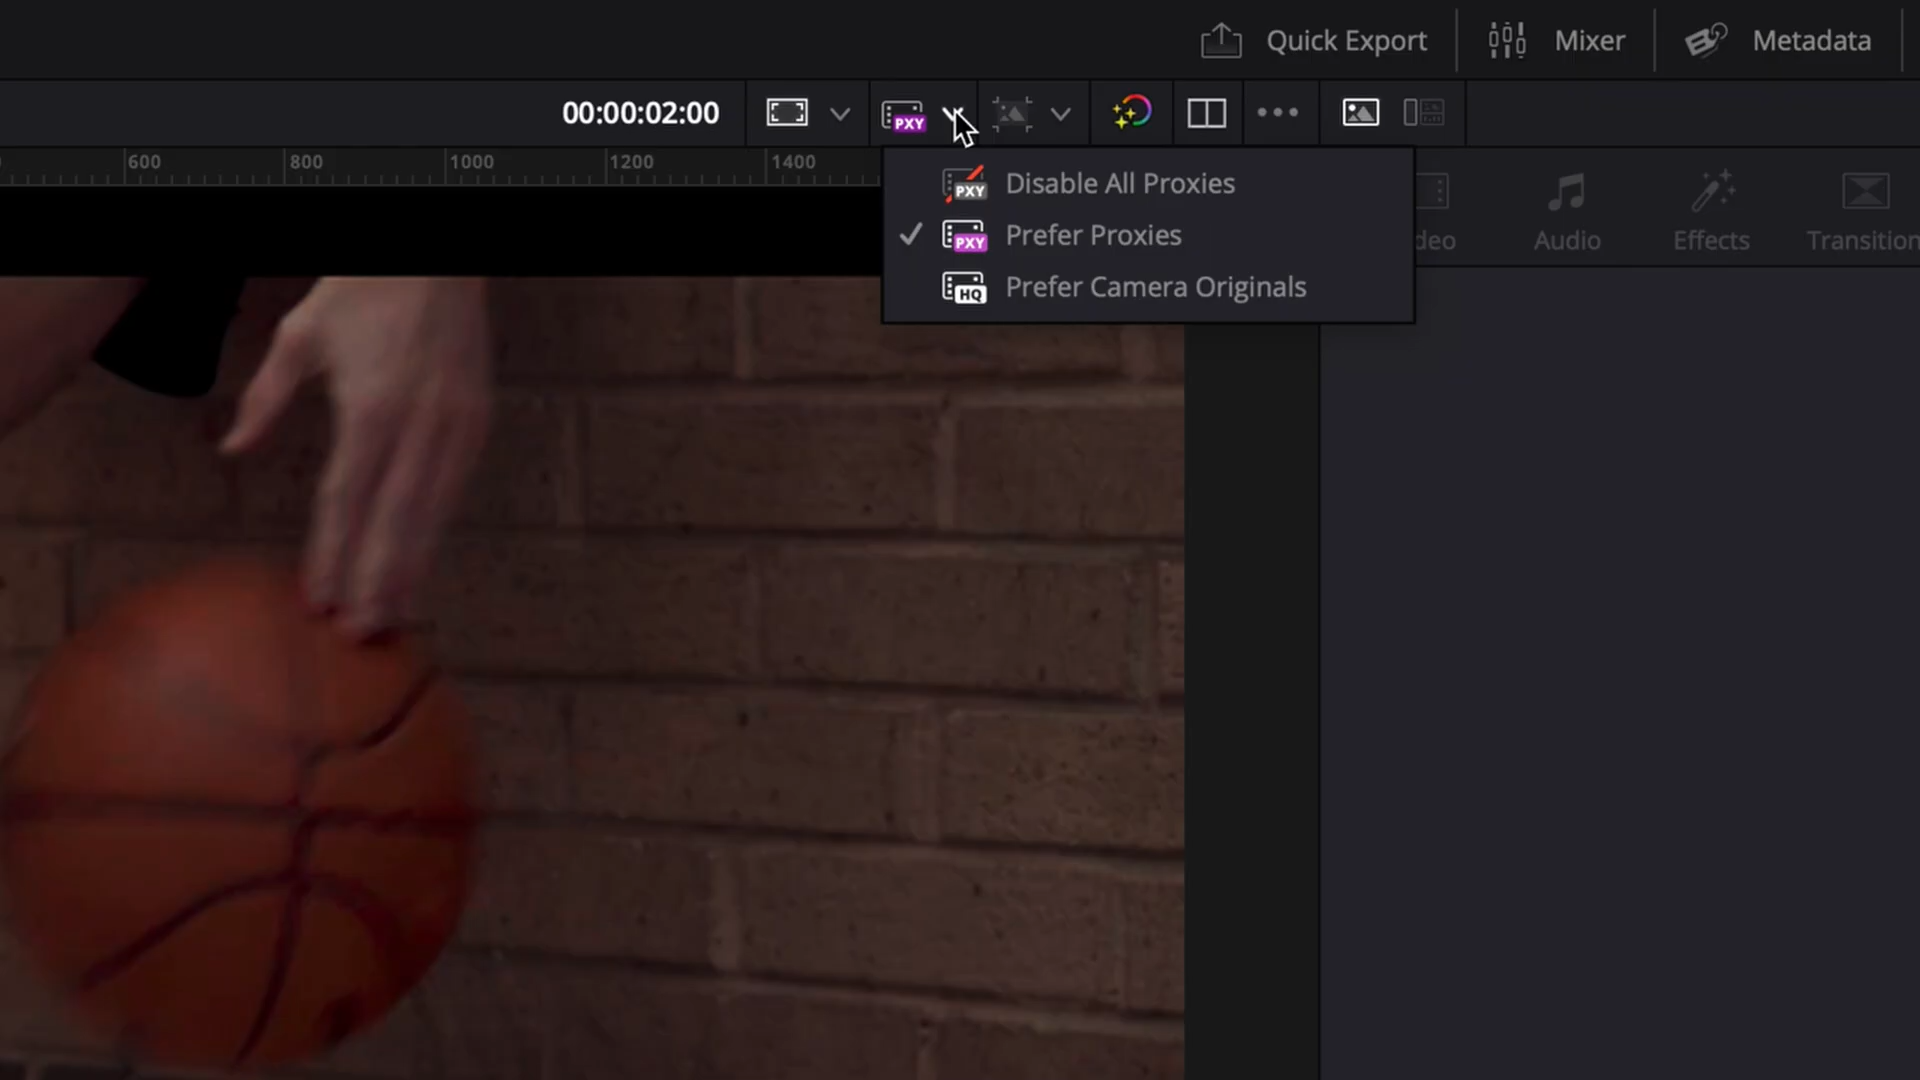 Quick Export
Mixer
Metadata
00:00:02:00
PXY
600 800 1000 1200 1400
PXY Disable All Proxies
PXY Prefer Proxies
HQ Prefer Camera Originals
deo
Audio
Effects
Transition